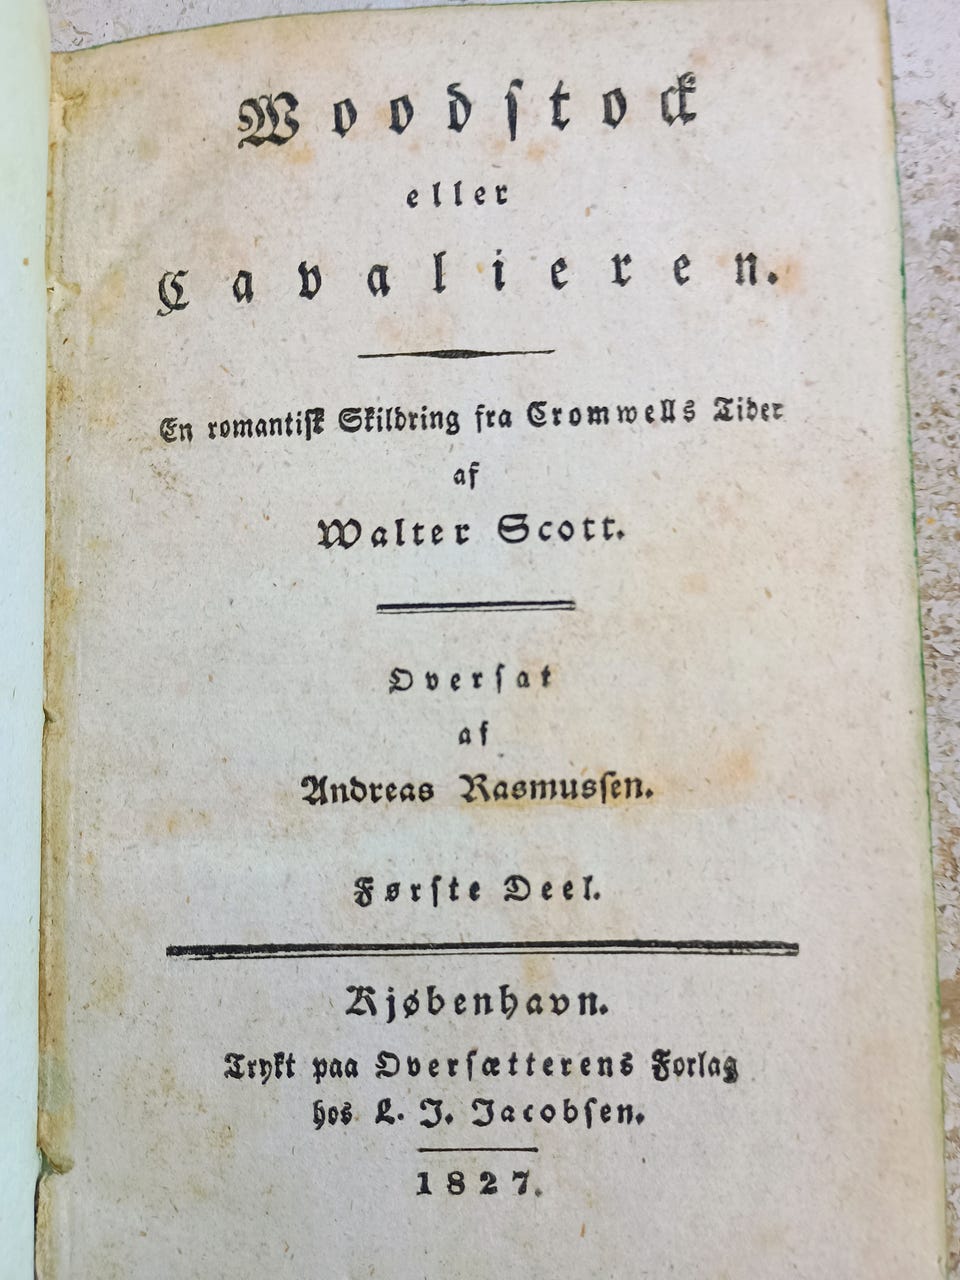 Woodstock
eller
Cavalieren.
En romantisk Skildring fra Cromwells Tider
af
Walter Scott.
Oversat
af
Andreas Rasmussen.
Første Deel.
Kjøbenhavn.
Trykt paa Oversætterens Forlag
hos L. J. Jacobsen.
1827.